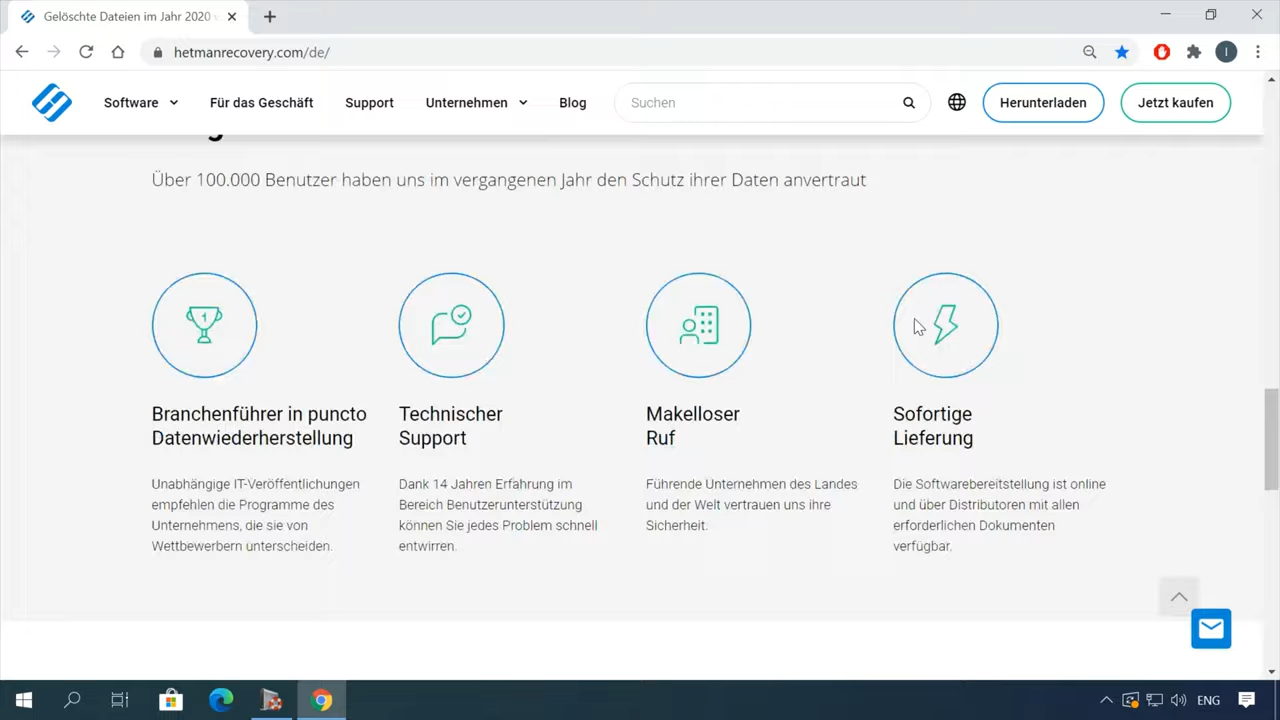 Gelöschte Dateien im Jahr 2020
hetmanrecovery.com/de/
I
Software
Für das Geschäft
Support
Unternehmen
Blog
Suchen
Herunterladen
Jetzt kaufen
Über 100.000 Benutzer haben uns im vergangenen Jahr den Schutz ihrer Daten anvertraut
1
Branchenführer in puncto
Datenwiederherstellung
Unabhängige IT-Veröffentlichungen
empfehlen die Programme des
Unternehmens, die sie von
Wettbewerbern unterscheiden.
Technischer
Support
Dank 14 Jahren Erfahrung im
Bereich Benutzerunterstützung
können Sie jedes Problem schnell
entwirren.
Makelloser
Ruf
Führende Unternehmen des Landes
und der Welt vertrauen uns ihre
Sicherheit.
Sofortige
Lieferung
Die Softwarebereitstellung ist online
und über Distributoren mit allen
erforderlichen Dokumenten
verfügbar.
ENG